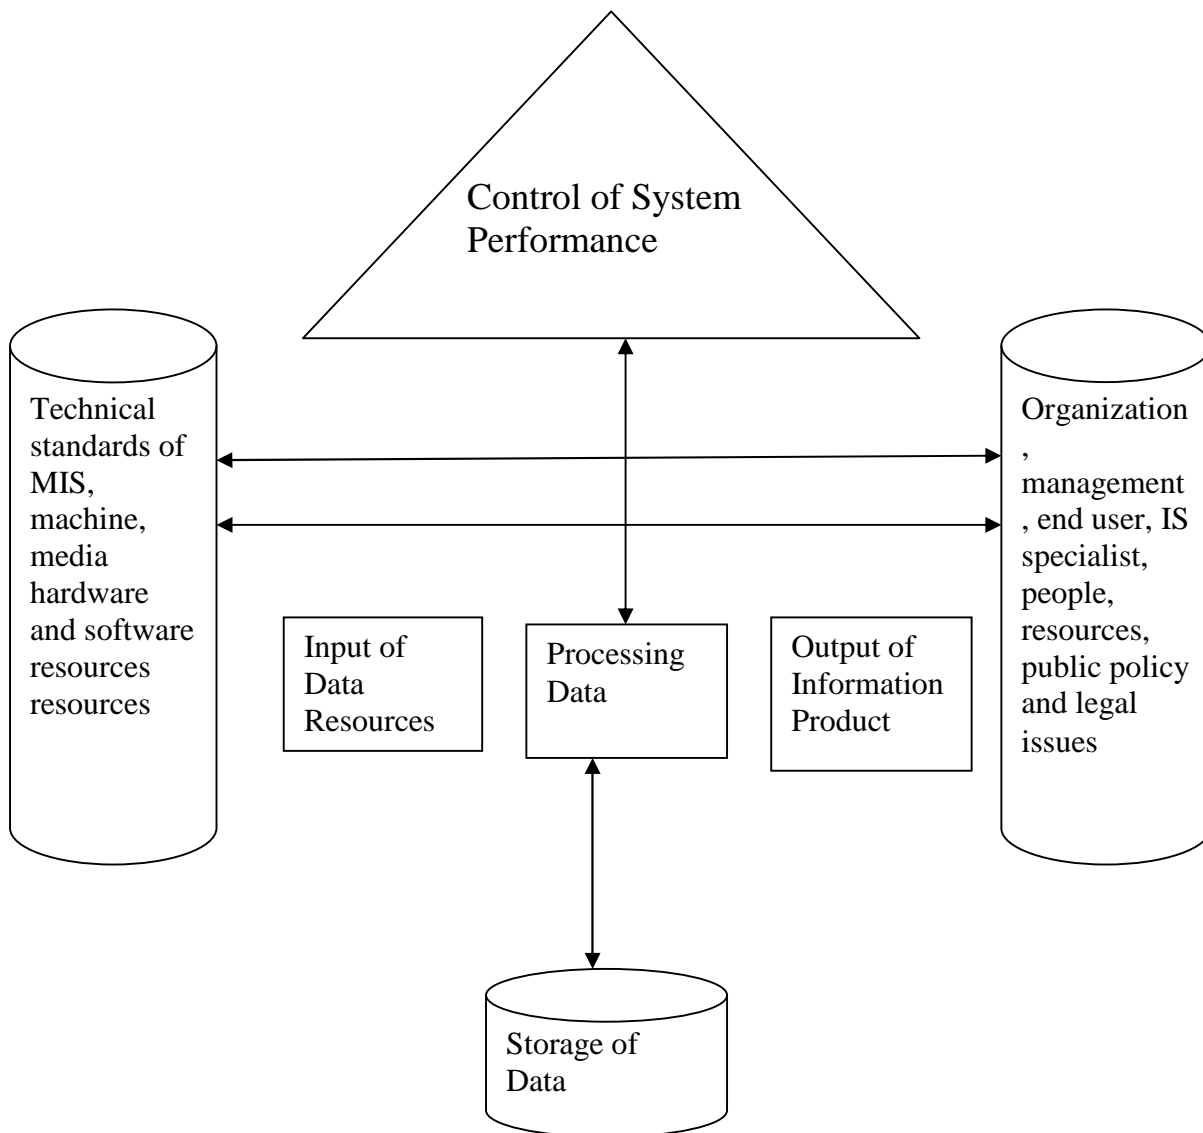 Control of System
Performance
Technical
standards of
MIS,
machine,
media
hardware
and software
resources
resources
Organization
,
management
, end user, IS
specialist,
people,
resources,
public policy
and legal
issues
Input of
Data
Resources
Processing
Data
Output of
Information
Product
Storage of
Data